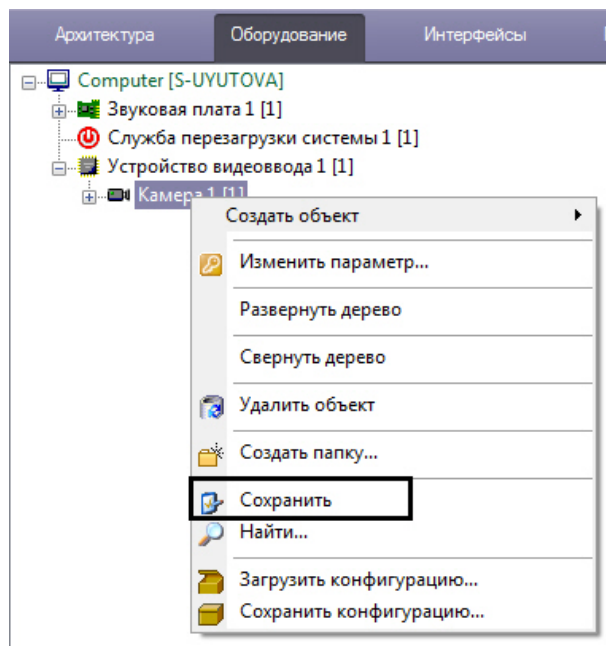 Архитектура Оборудование Интерфейсы
Computer [S-UYUTOVA]
Звуковая плата 1 [1]
Служба перезагрузки системы 1 [1]
Устройство видеоввода 1 [1]
Камера 1 [1]
Создать объект
Изменить параметр...
Развернуть дерево
Свернуть дерево
Удалить объект
Создать папку...
Сохранить
Найти...
Загрузить конфигурацию...
Сохранить конфигурацию...